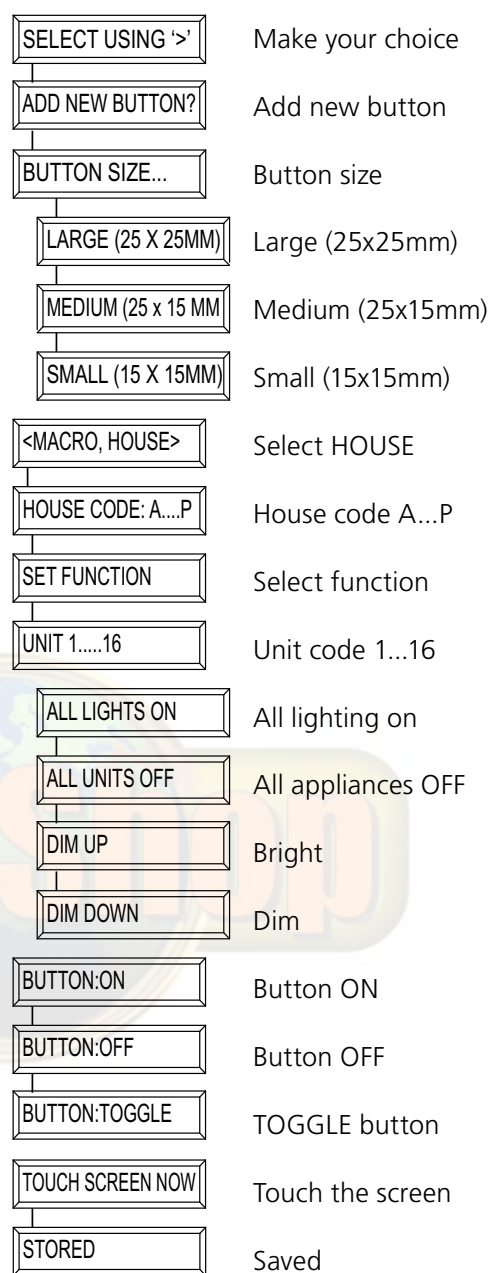 SELECT USING ‘>’ Make your choice
ADD NEW BUTTON? Add new button
BUTTON SIZE... Button size
LARGE (25 X 25MM) Large (25x25mm)
MEDIUM (25 x 15 MM Medium (25x15mm)
SMALL (15 X 15MM) Small (15x15mm)
<MACRO, HOUSE> Select HOUSE
HOUSE CODE: A....P House code A...P
SET FUNCTION Select function
UNIT 1.....16 Unit code 1...16
ALL LIGHTS ON All lighting on
ALL UNITS OFF All appliances OFF
DIM UP Bright
DIM DOWN Dim
BUTTON:ON Button ON
BUTTON:OFF Button OFF
BUTTON:TOGGLE TOGGLE button
TOUCH SCREEN NOW Touch the screen
STORED Saved
Shop